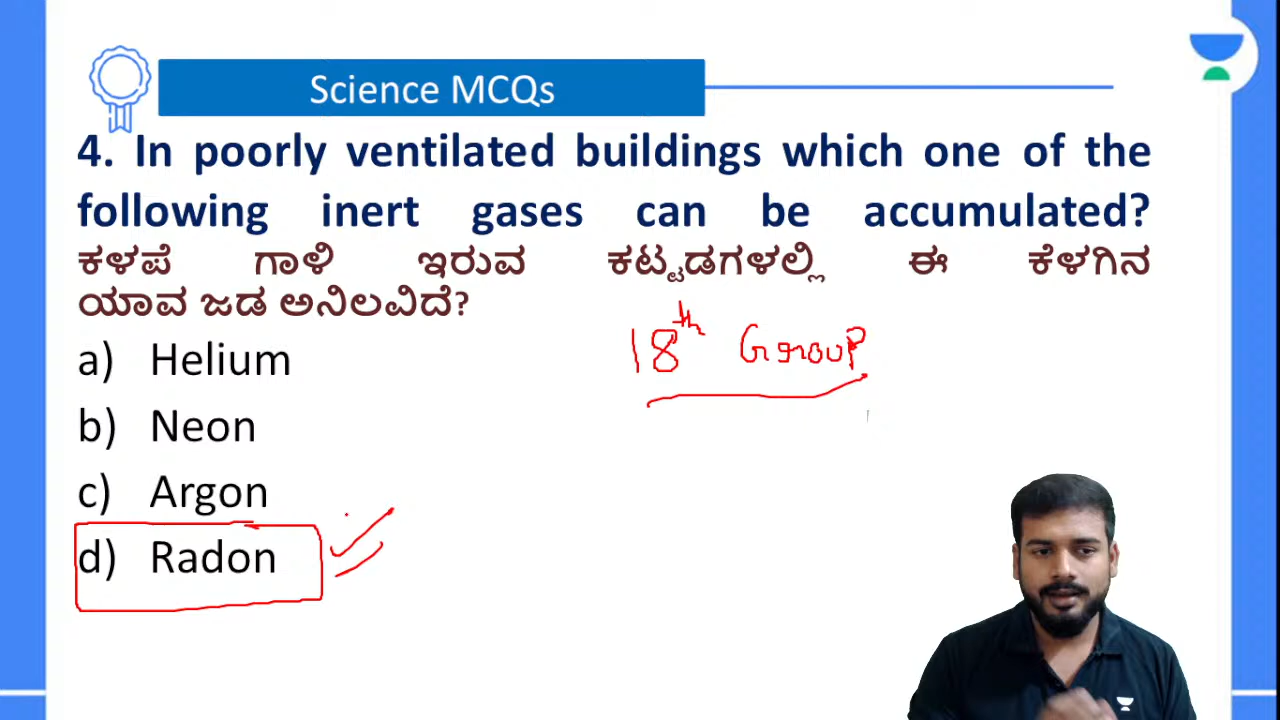 Science MCQs
4. In poorly ventilated buildings which one of the
following inert gases can be accumulated?
ಕಳಪೆ ಗಾಳಿ ಇರುವ ಕಟ್ಟಡಗಳಲ್ಲಿ ಈ ಕೆಳಗಿನ
ಯಾವ ಜಡ ಅನಿಲವಿದೆ?
18th Group
a) Helium
b) Neon
c) Argon
d) Radon